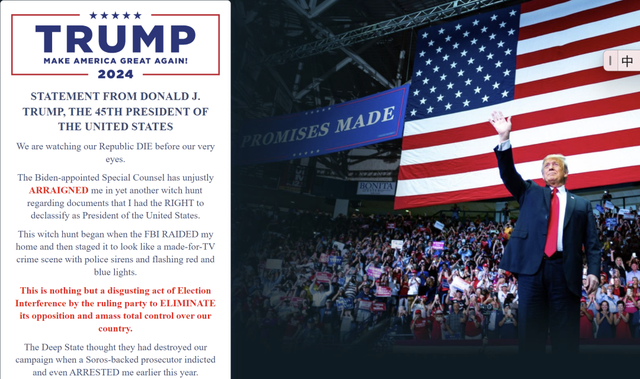 TRUMP
MAKE AMERICA GREAT AGAIN!
2024
STATEMENT FROM DONALD J.
TRUMP, THE 45TH PRESIDENT OF
THE UNITED STATES
We are watching our Republic DIE before our very
eyes.
The Biden-appointed Special Counsel has unjustly
ARRAIGNED me in yet another witch hunt
regarding documents that I had the RIGHT to
declassify as President of the United States.
This witch hunt began when the FBI RAIDED my
home and then staged it to look like a made-for-TV
crime scene with police sirens and flashing red and
blue lights.
This is nothing but a disgusting act of Election
Interference by the ruling party to ELIMINATE
its opposition and amass total control over our
country.
The Deep State thought they had destroyed our
campaign when a Soros-backed prosecutor indicted
and even ARRESTED me earlier this year.
PROMISES MADE
BONITA
中